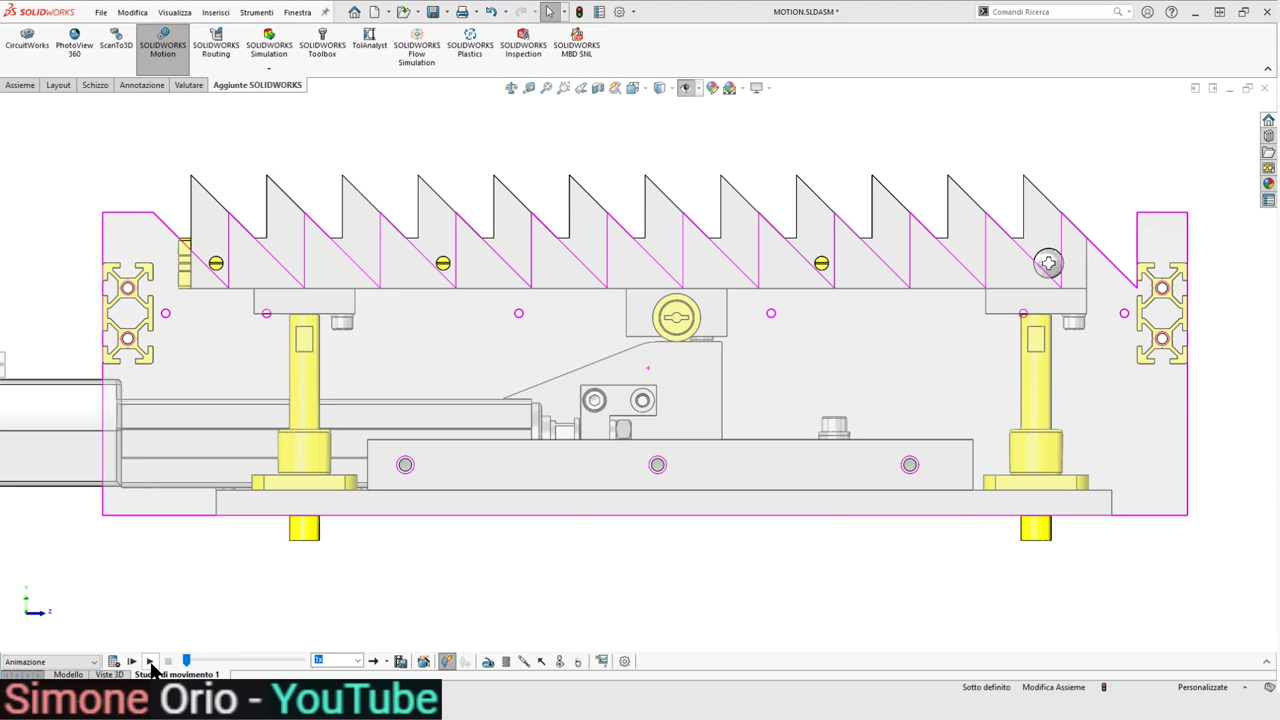 SOLIDWORKS File Modifica Visualizza Inserisci Strumenti Finestra MOTION.SLDASM * Comandi Ricerca
CircuitWorks PhotoView 360 ScanTo3D SOLIDWORKS Motion SOLIDWORKS Routing SOLIDWORKS Simulation SOLIDWORKS Toolbox TolAnalyst SOLIDWORKS Flow Simulation SOLIDWORKS Plastics SOLIDWORKS Inspection SOLIDWORKS MBD SNL
Assieme Layout Schizzo Annotazione Valutare Aggiunte SOLIDWORKS
Y
Z
Animazione 1x
Modello Viste 3D Studio di movimento 1
Simone Orio - YouTube Sotto definito Modifica Assieme Personalizzate